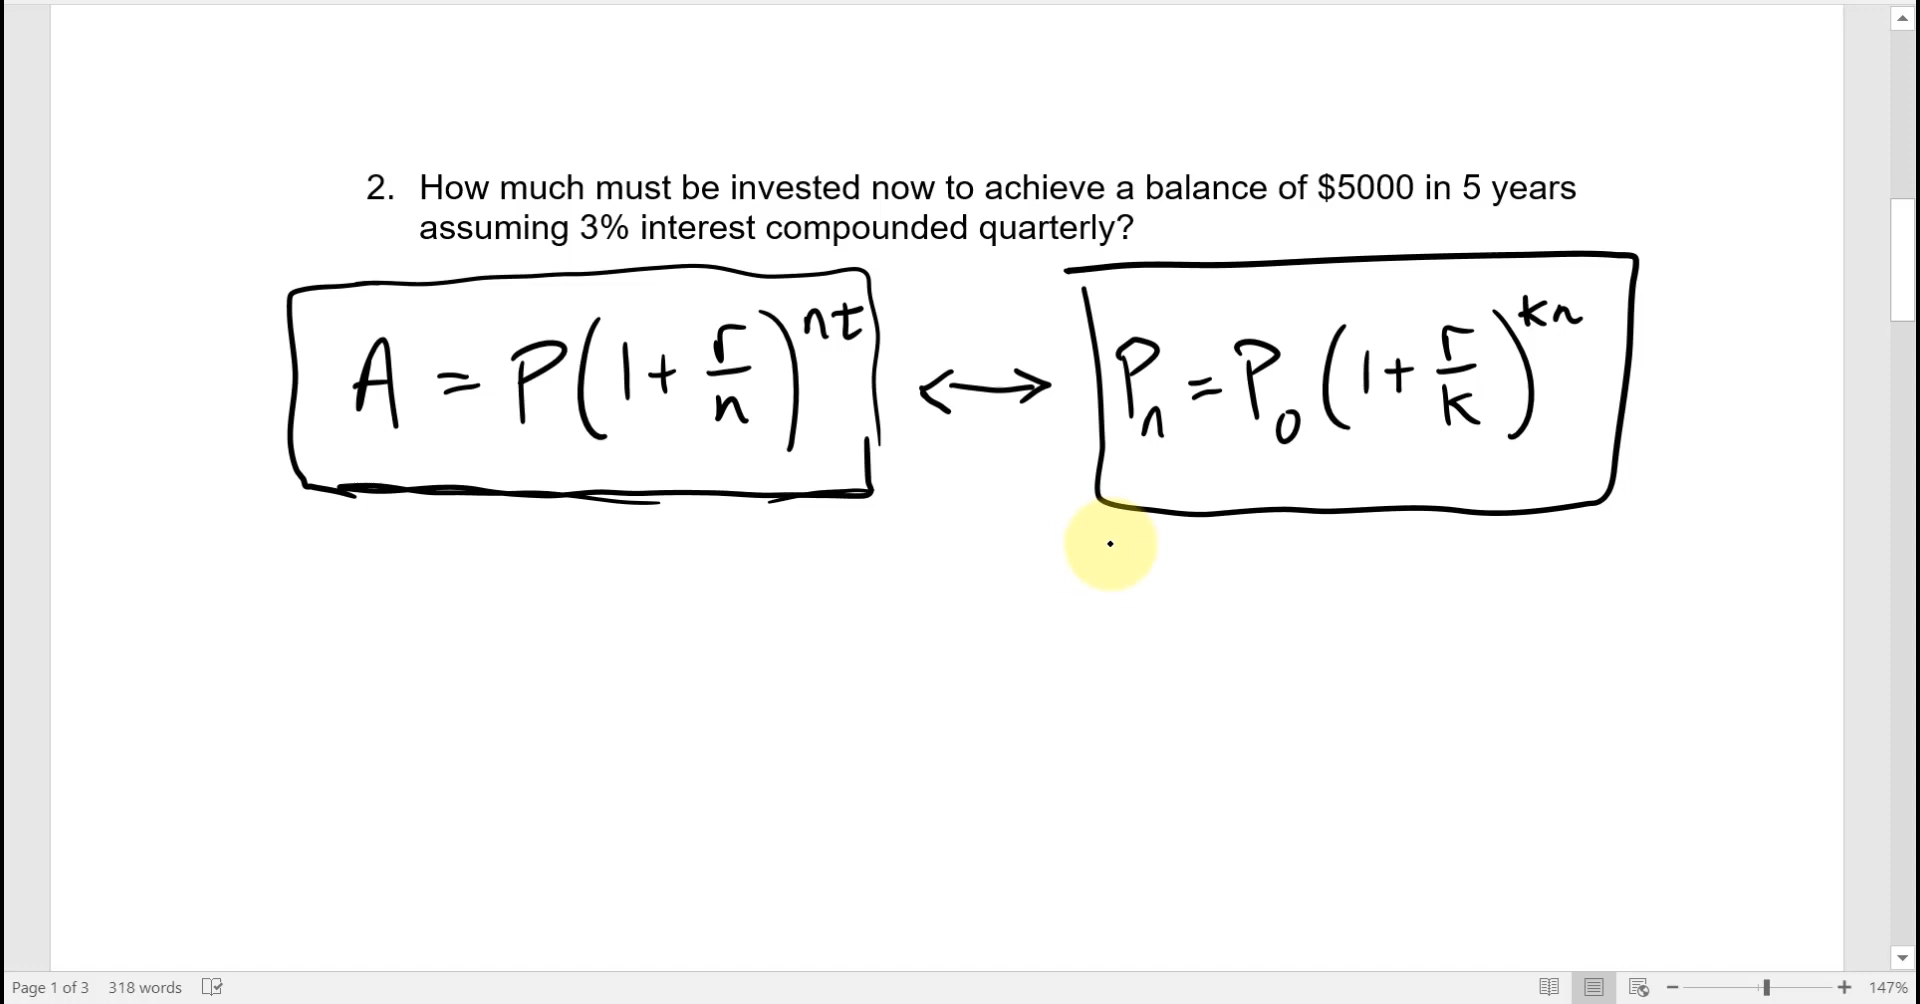 2. How much must be invested now to achieve a balance of $5000 in 5 years
assuming 3% interest compounded quarterly?
A = P(1 + r/n)^nt ↔ P_n = P_0(1 + r/k)^kn
Page 1 of 3 318 words 147%